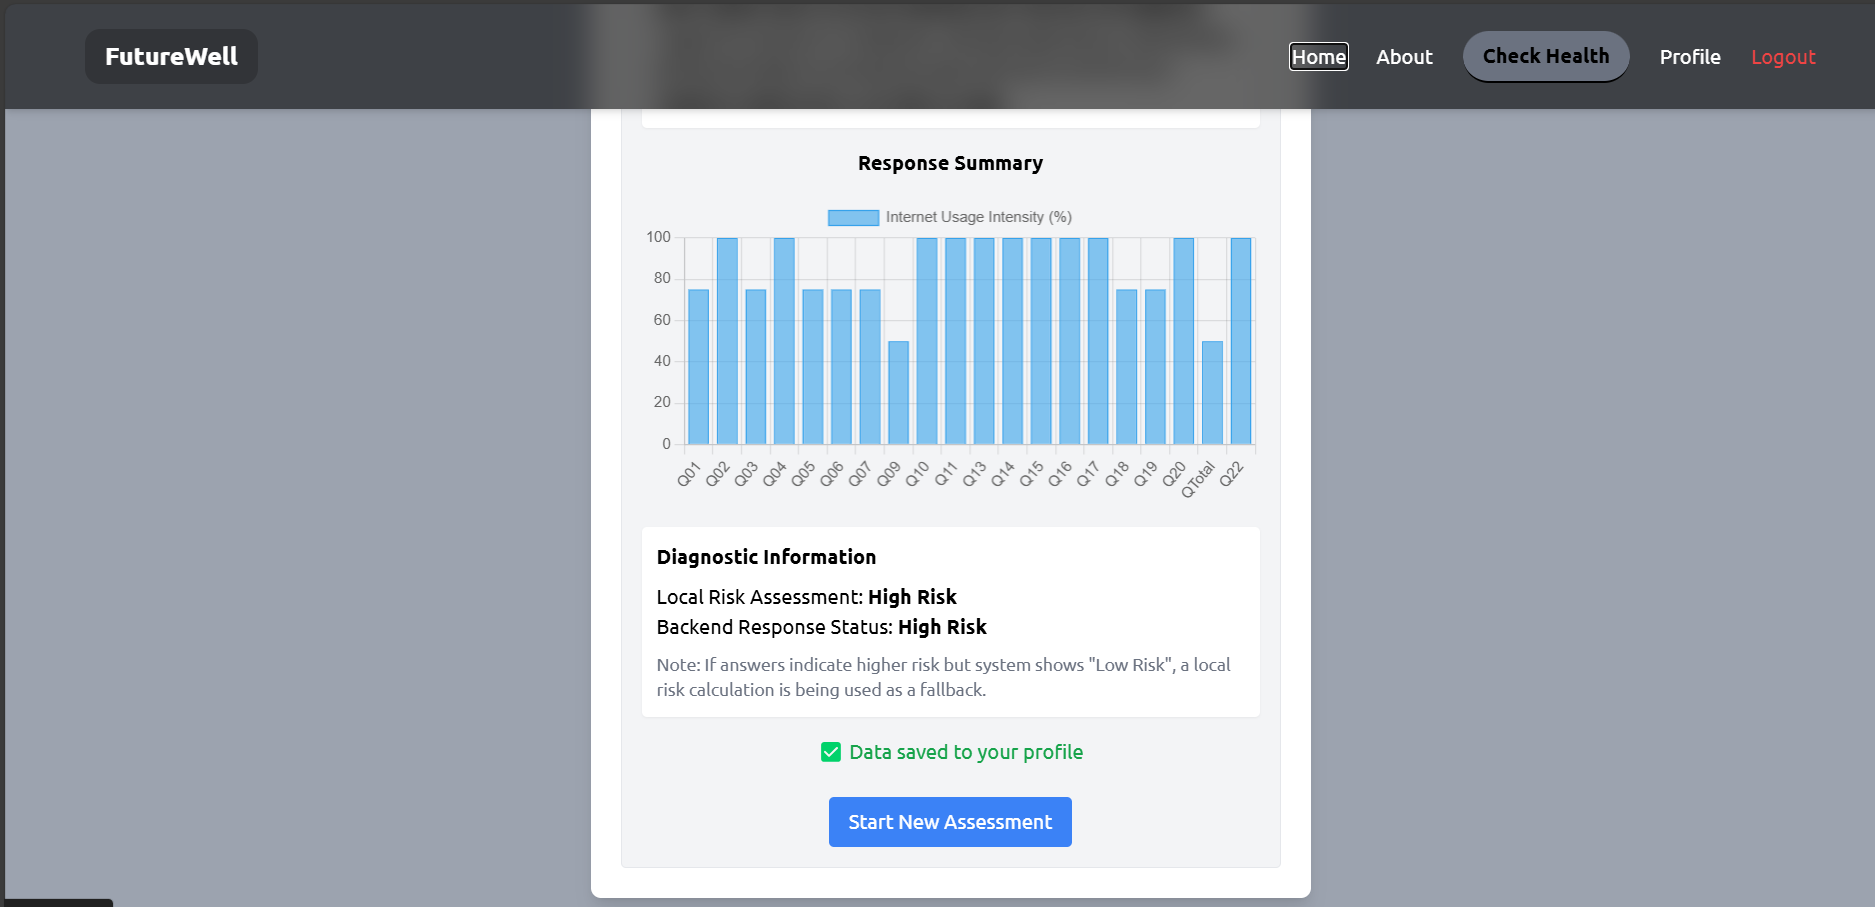 FutureWell
Home
About
Check Health
Profile
Logout
Response Summary
Internet Usage Intensity (%)
100
80
60
40
20
0
Q01
Q02
Q03
Q04
Q05
Q06
Q07
Q09
Q10
Q11
Q13
Q14
Q15
Q16
Q17
Q18
Q19
Q20
QTotal
Q22
Diagnostic Information
Local Risk Assessment: High Risk
Backend Response Status: High Risk
Note: If answers indicate higher risk but system shows "Low Risk", a local
risk calculation is being used as a fallback.
Data saved to your profile
Start New Assessment